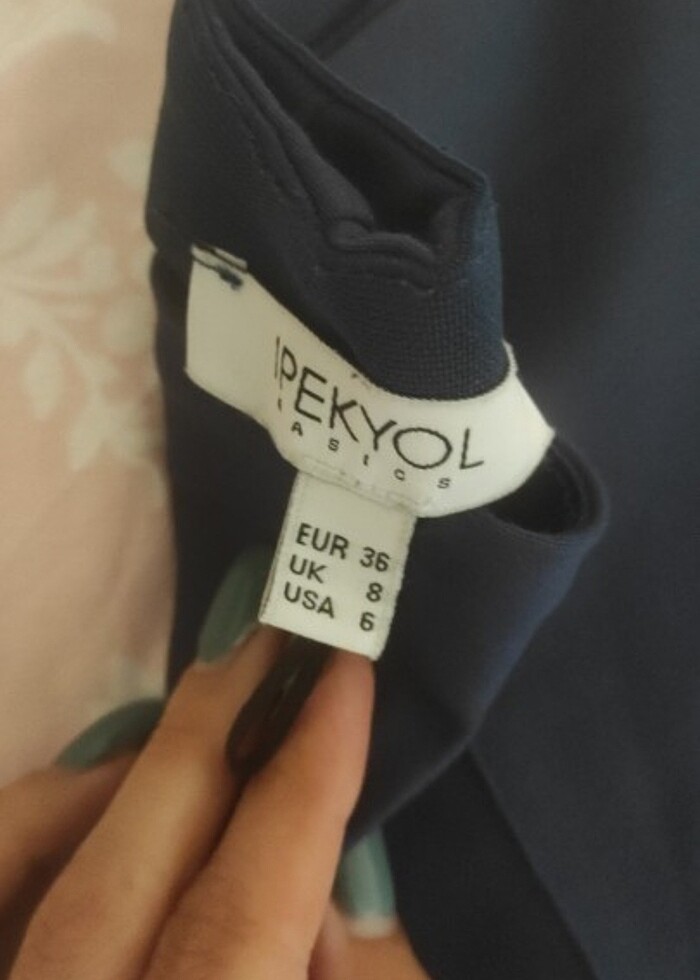 IPEKYOL
BASICS
EUR 36
UK 8
USA 6